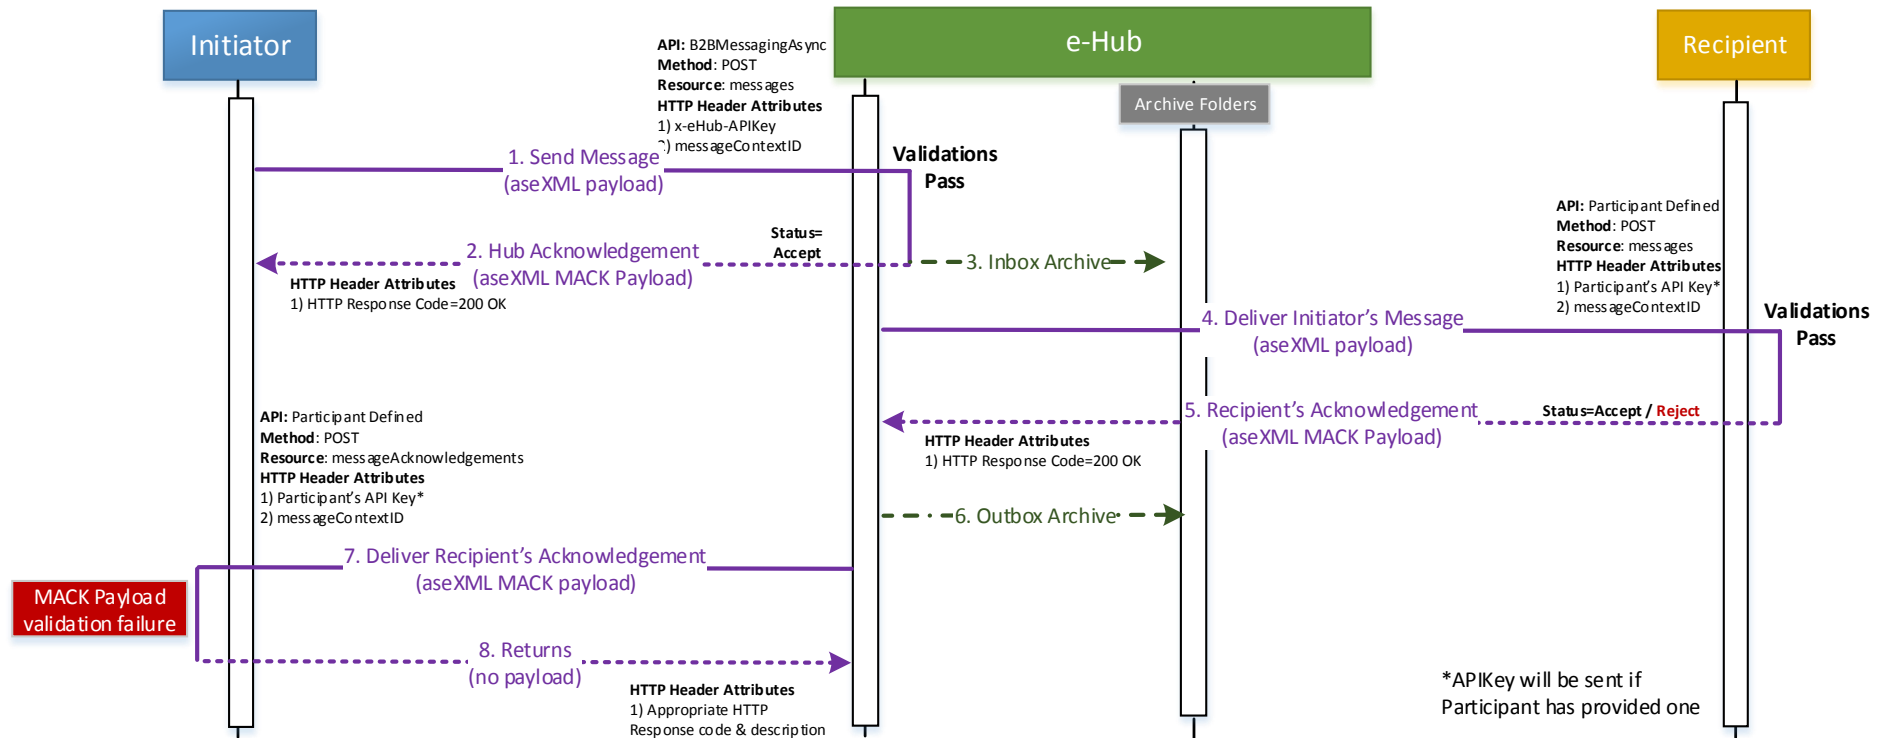 Initiator
e-Hub
Recipient
API: B2BMessagingAsync
Method: POST
Resource: messages
HTTP Header Attributes
1) x-eHub-APIKey
2) messageContextID
Archive Folders
1. Send Message
(aseXML payload)
Validations
Pass
2. Hub Acknowledgement
(aseXML MACK Payload)
Status=
Accept
HTTP Header Attributes
1) HTTP Response Code=200 OK
3. Inbox Archive
API: Participant Defined
Method: POST
Resource: messages
HTTP Header Attributes
1) Participant's API Key*
2) messageContextID
4. Deliver Initiator's Message
(aseXML payload)
Validations
Pass
5. Recipient's Acknowledgement
(aseXML MACK Payload)
Status=Accept / Reject
HTTP Header Attributes
1) HTTP Response Code=200 OK
API: Participant Defined
Method: POST
Resource: messageAcknowledgements
HTTP Header Attributes
1) Participant's API Key*
2) messageContextID
6. Outbox Archive
7. Deliver Recipient's Acknowledgement
(aseXML MACK payload)
MACK Payload
validation failure
8. Returns
(no payload)
HTTP Header Attributes
1) Appropriate HTTP
Response code & description
*APIKey will be sent if
Participant has provided one